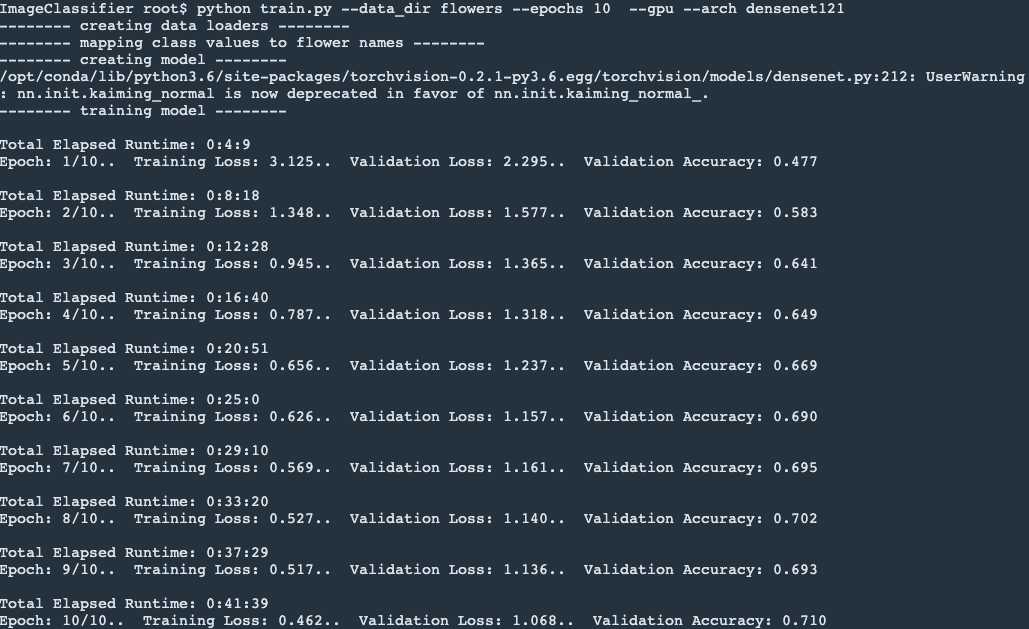 ImageClassifier root$ python train.py --data_dir flowers --epochs 10  --gpu --arch densenet121
-------- creating data loaders --------
-------- mapping class values to flower names --------
-------- creating model --------
/opt/conda/lib/python3.6/site-packages/torchvision-0.2.1-py3.6.egg/torchvision/models/densenet.py:212: UserWarning
: nn.init.kaiming_normal is now deprecated in favor of nn.init.kaiming_normal_.
-------- training model --------
Total Elapsed Runtime: 0:4:9
Epoch: 1/10..  Training Loss: 3.125..  Validation Loss: 2.295..  Validation Accuracy: 0.477
Total Elapsed Runtime: 0:8:18
Epoch: 2/10..  Training Loss: 1.348..  Validation Loss: 1.577..  Validation Accuracy: 0.583
Total Elapsed Runtime: 0:12:28
Epoch: 3/10..  Training Loss: 0.945..  Validation Loss: 1.365..  Validation Accuracy: 0.641
Total Elapsed Runtime: 0:16:40
Epoch: 4/10..  Training Loss: 0.787..  Validation Loss: 1.318..  Validation Accuracy: 0.649
Total Elapsed Runtime: 0:20:51
Epoch: 5/10..  Training Loss: 0.656..  Validation Loss: 1.237..  Validation Accuracy: 0.669
Total Elapsed Runtime: 0:25:0
Epoch: 6/10..  Training Loss: 0.626..  Validation Loss: 1.157..  Validation Accuracy: 0.690
Total Elapsed Runtime: 0:29:10
Epoch: 7/10..  Training Loss: 0.569..  Validation Loss: 1.161..  Validation Accuracy: 0.695
Total Elapsed Runtime: 0:33:20
Epoch: 8/10..  Training Loss: 0.527..  Validation Loss: 1.140..  Validation Accuracy: 0.702
Total Elapsed Runtime: 0:37:29
Epoch: 9/10..  Training Loss: 0.517..  Validation Loss: 1.136..  Validation Accuracy: 0.693
Total Elapsed Runtime: 0:41:39
Epoch: 10/10..  Training Loss: 0.462..  Validation Loss: 1.068..  Validation Accuracy: 0.710